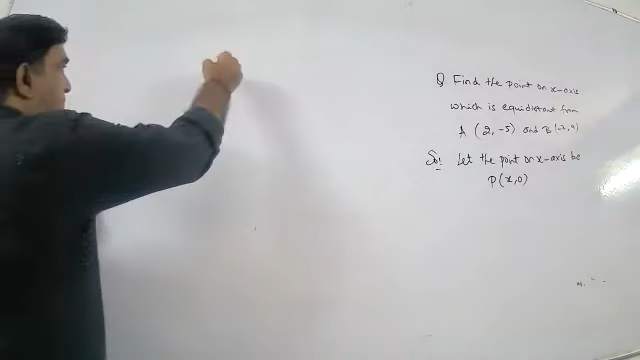 Q Find the point on x-axis
which is equidistant from
A (2, -5) and B (-2, 9)
Sol Let the point on x-axis be
P(x,0)